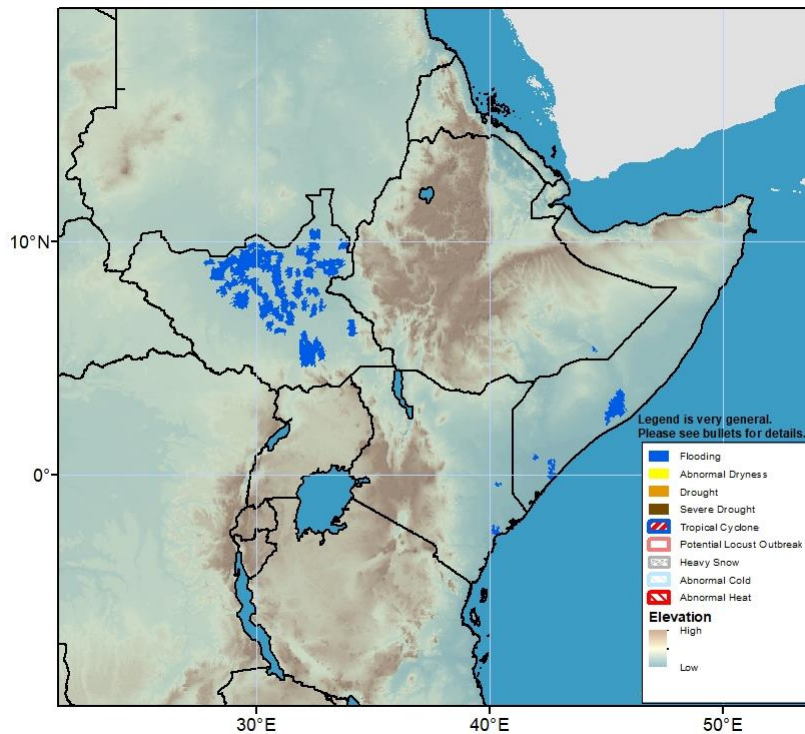 10°N
0°
Legend is very general.
Please see bullets for details.
Flooding
Abnormal Dryness
Drought
Severe Drought
Tropical Cyclone
Potential Locust Outbreak
Heavy Snow
Abnormal Cold
Abnormal Heat
Elevation
High
Low
30°E
40°E
50°E